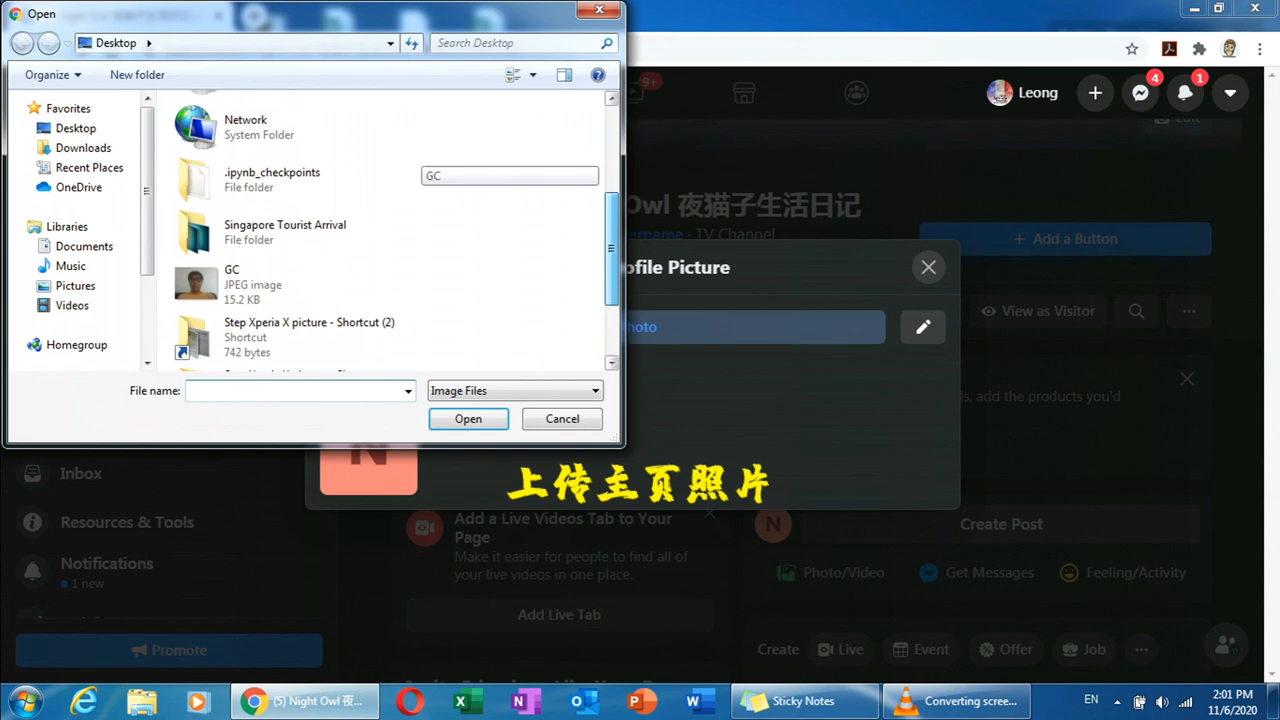 Open
Desktop
Search Desktop
Organize
New folder
Favorites
Desktop
Downloads
Recent Places
OneDrive
Libraries
Documents
Music
Pictures
Videos
Homegroup
Network
System Folder
.ipynb_checkpoints
File folder
GC
Singapore Tourist Arrival
File folder
GC
JPEG image
15.2 KB
Step Xperia X picture - Shortcut (2)
Shortcut
742 bytes
File name:
Image Files
Open
Cancel
9+
Leong
4
1
Edit
Owl 夜猫子生活日记
TV Channel
Add a Button
ofile Picture
hoto
View as Visitor
ls, add the products you'd
N
上传主页照片
Inbox
Resources & Tools
Notifications
1 new
Promote
Add a Live Videos Tab to Your
Page
Make it easier for people to find all of
your live videos in one place.
Add Live Tab
N
Create Post
Photo/Video
Get Messages
Feeling/Activity
Create
Live
Event
Offer
Job
(5) Night Owl 夜...
Sticky Notes
Converting scree...
EN
2:01 PM
11/6/2020